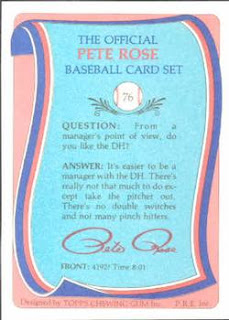 THE OFFICIAL
PETE ROSE
BASEBALL CARD SET
76
QUESTION: From a
manager's point of view, do
you like the DH?
ANSWER: It's easier to be a
manager with the DH. There's
really not that much to do ex-
cept take the pitcher out.
There's no double switches
and not many pinch hitters.
Pete Rose
FRONT: 4192! Time 8:01
Designed by TOPPS CHEWING GUM Inc.
P.R.E. Inc.